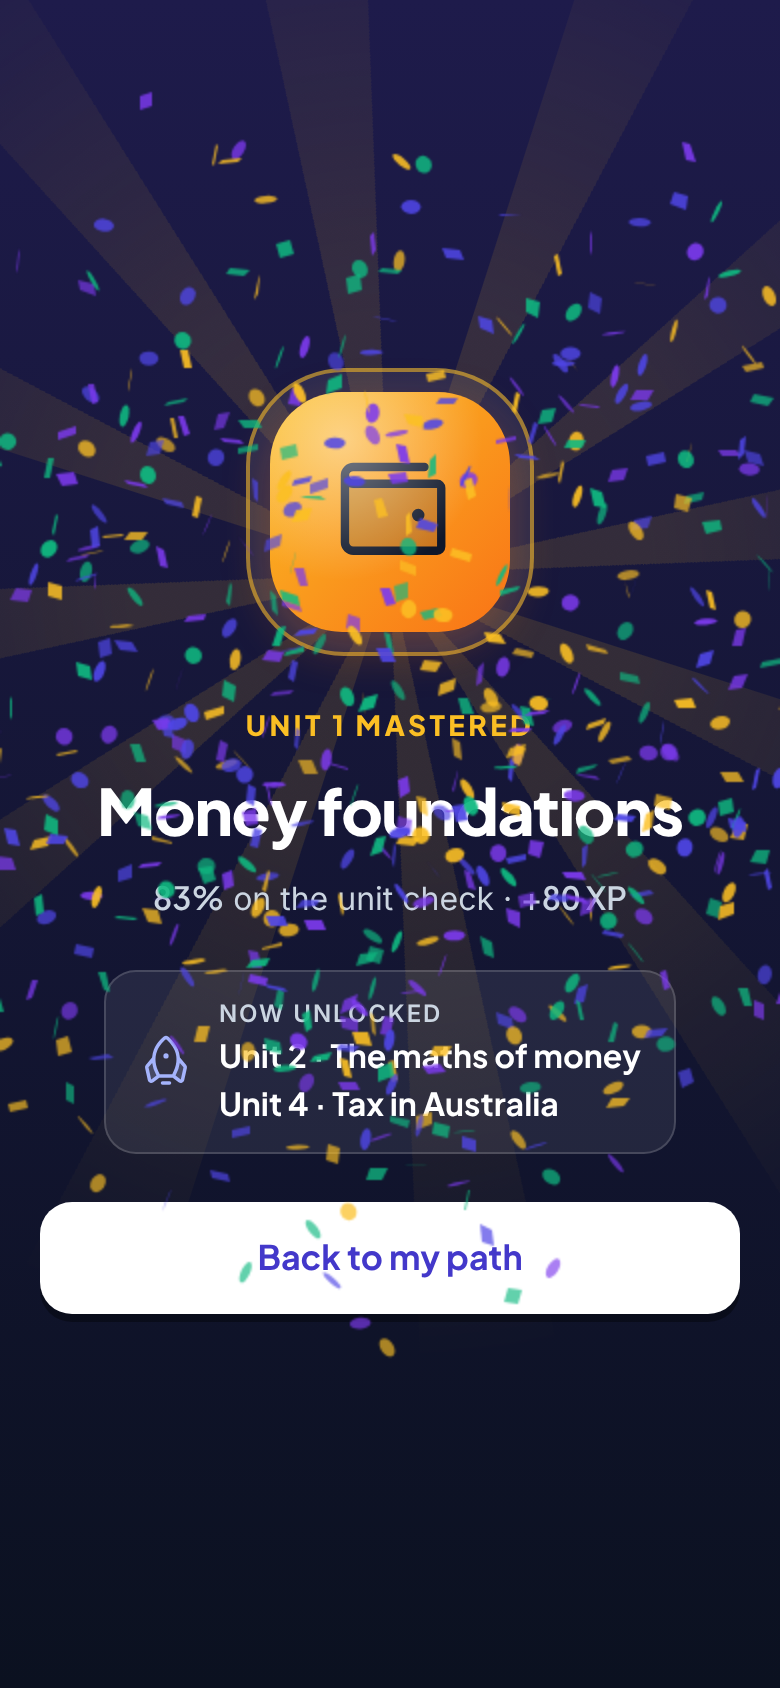 UNIT 1 MASTERED
Money foundations
83% on the unit check · +80 XP
NOW UNLOCKED
Unit 2 · The maths of money
Unit 4 · Tax in Australia
Back to my path